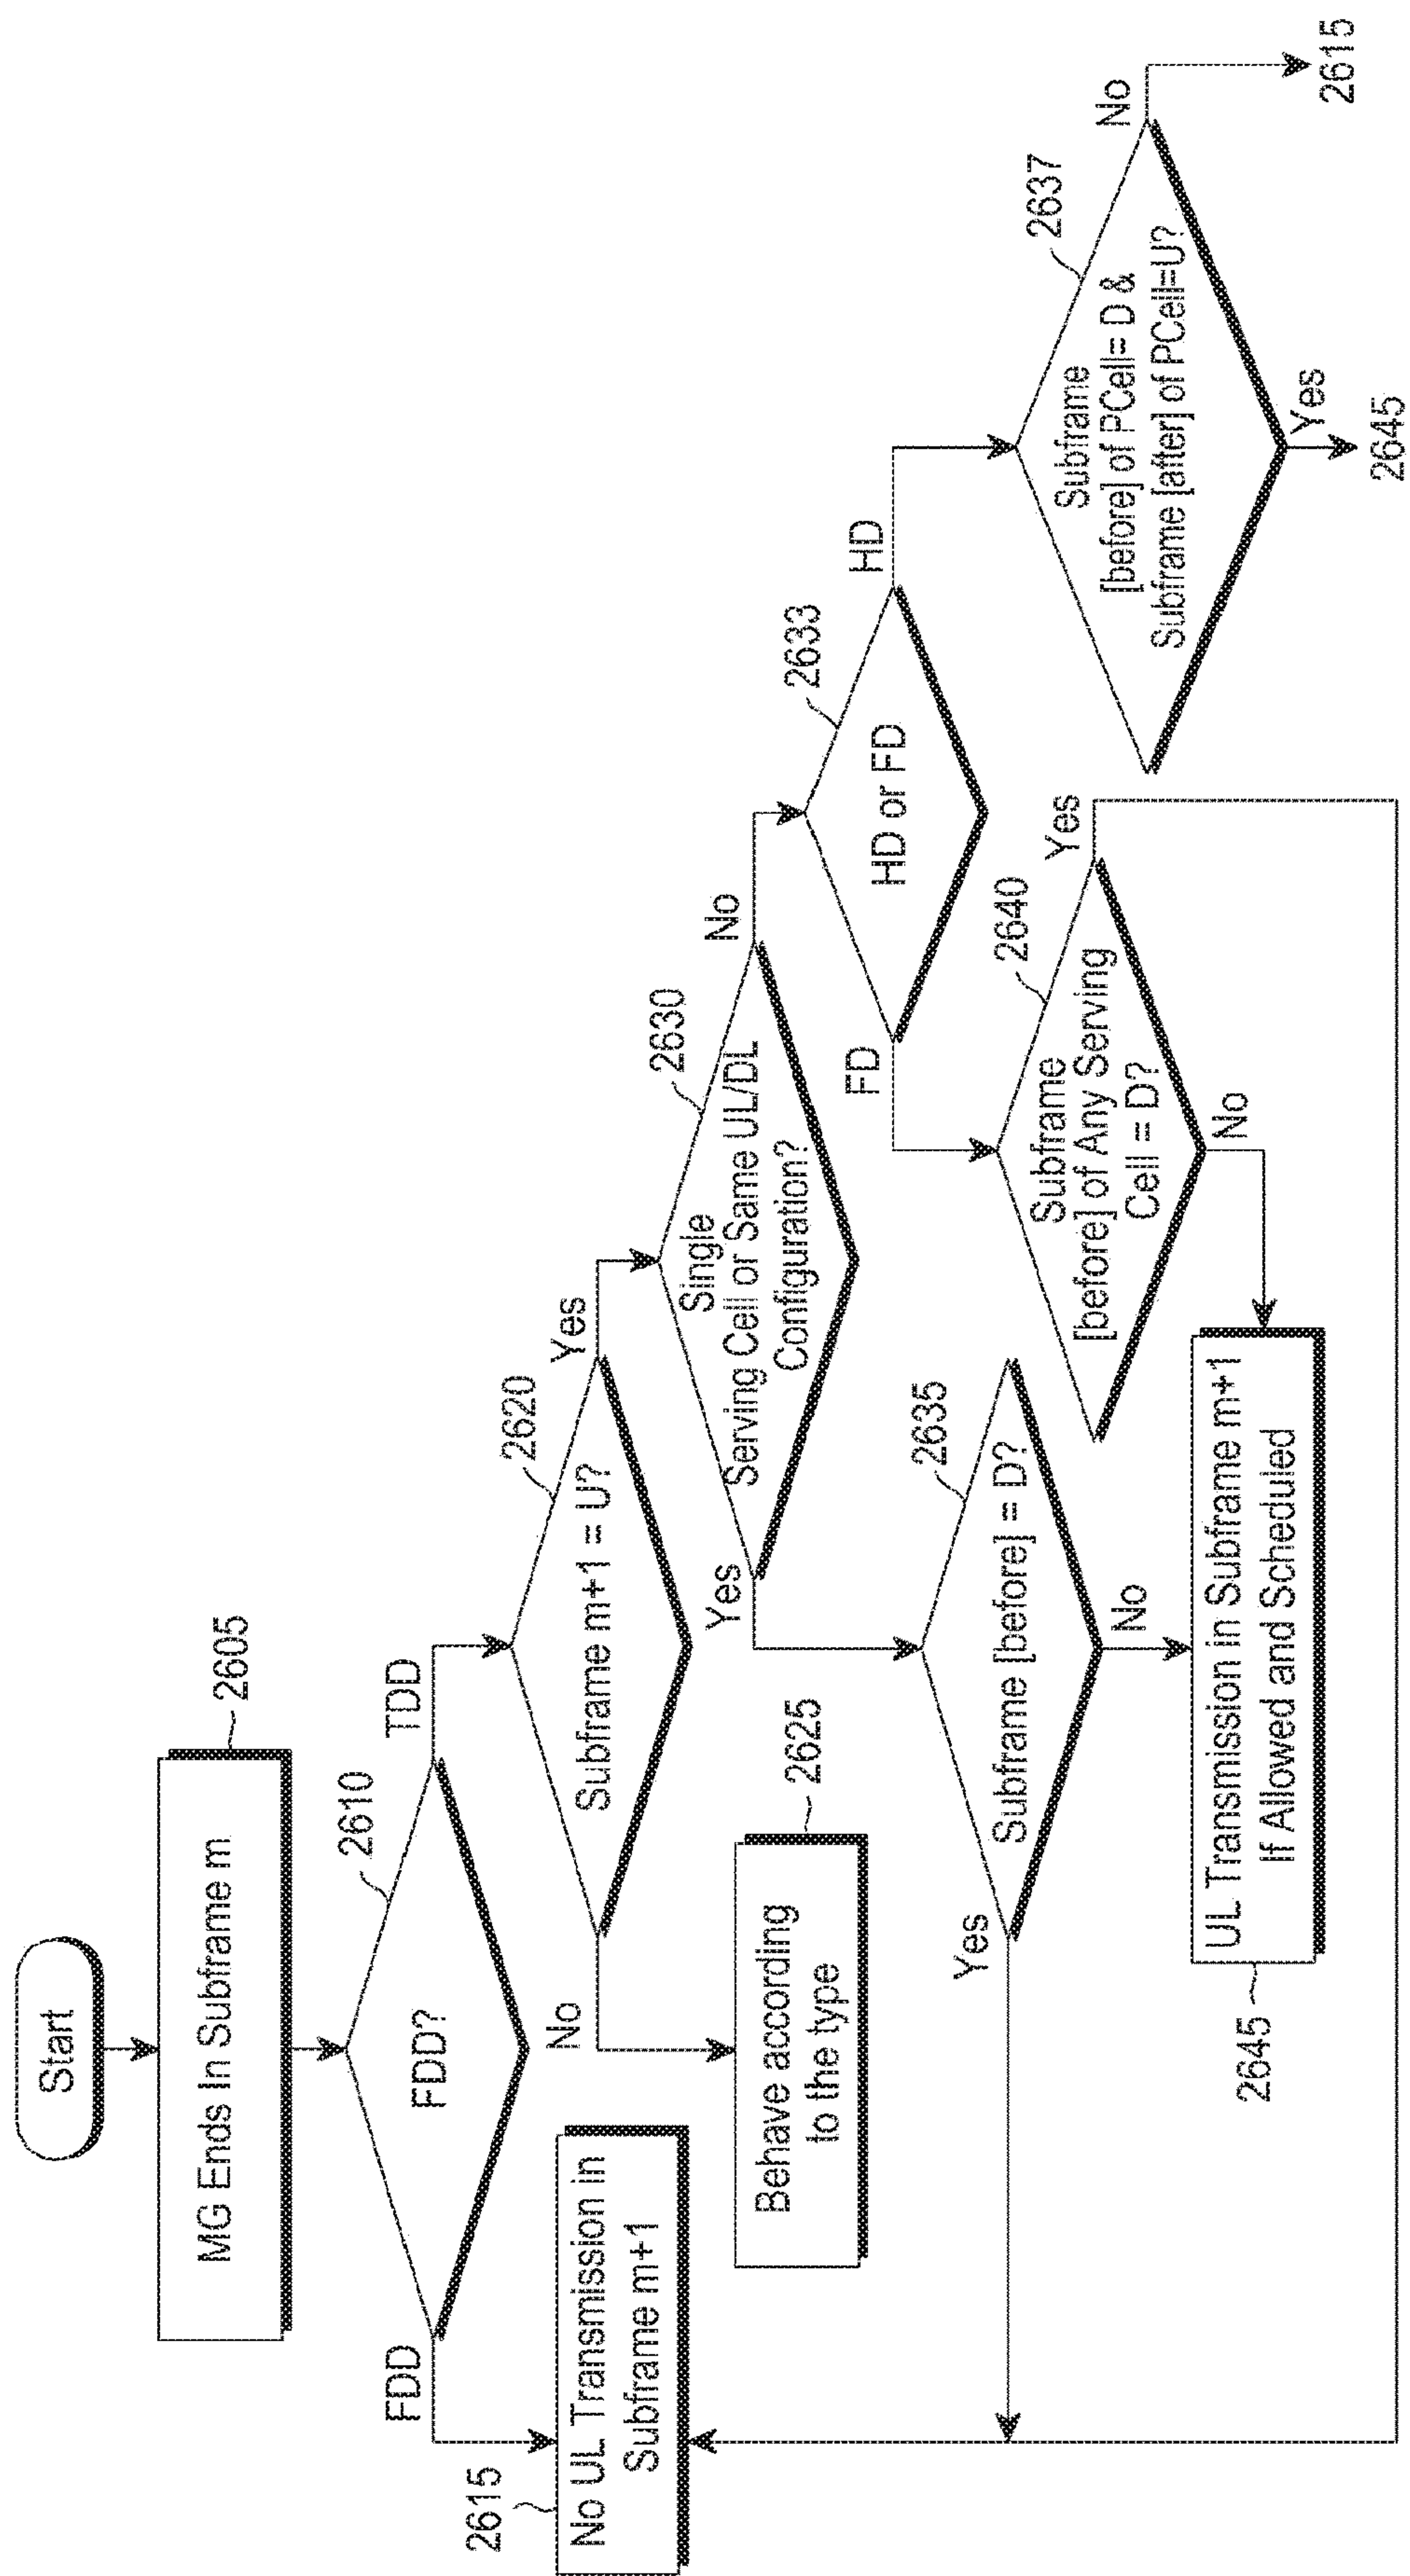 Start
MG Ends In Subframe m
2605
FDD?
2610
FDD
TDD
2615
No UL Transmission in
Subframe m+1
Subframe m+1 = U?
2620
No
Yes
Behave according
to the type
2625
Single
Serving Cell or Same UL/DL
Configuration?
2630
Yes
No
HD or FD
2633
FD
HD
Subframe [before] = D?
2635
Yes
No
Subframe
[before] of Any Serving
Cell = D?
2640
Yes
No
Subframe
[before] of PCell= D &
Subframe [after] of PCell=U?
2637
No
Yes
2615
2645
UL Transmission in Subframe m+1
If Allowed and Scheduled
2645